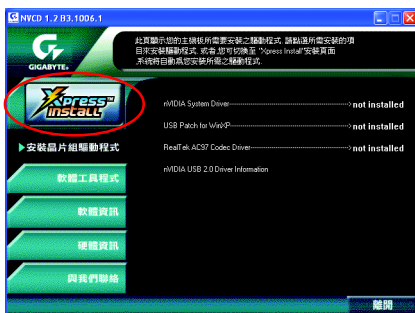 NVCD 1.2 B3.1006.1
GIGABYTE
此頁顯示您的主機板所需要安裝之驅動程式. 請點選所需安裝的項
目來安裝驅動程式. 或者, 您可切換至 "Xpress Install"安裝頁面
,系統將自動為您安裝所需之驅動程式.
Xpress™
Install
nVIDIA System Driver not installed
USB Patch for WinXP not installed
RealTek AC97 Codec Driver not installed
nVIDIA USB 2.0 Driver Information
安裝晶片組驅動程式
軟體工具程式
軟體資訊
硬體資訊
與我們聯絡
離開